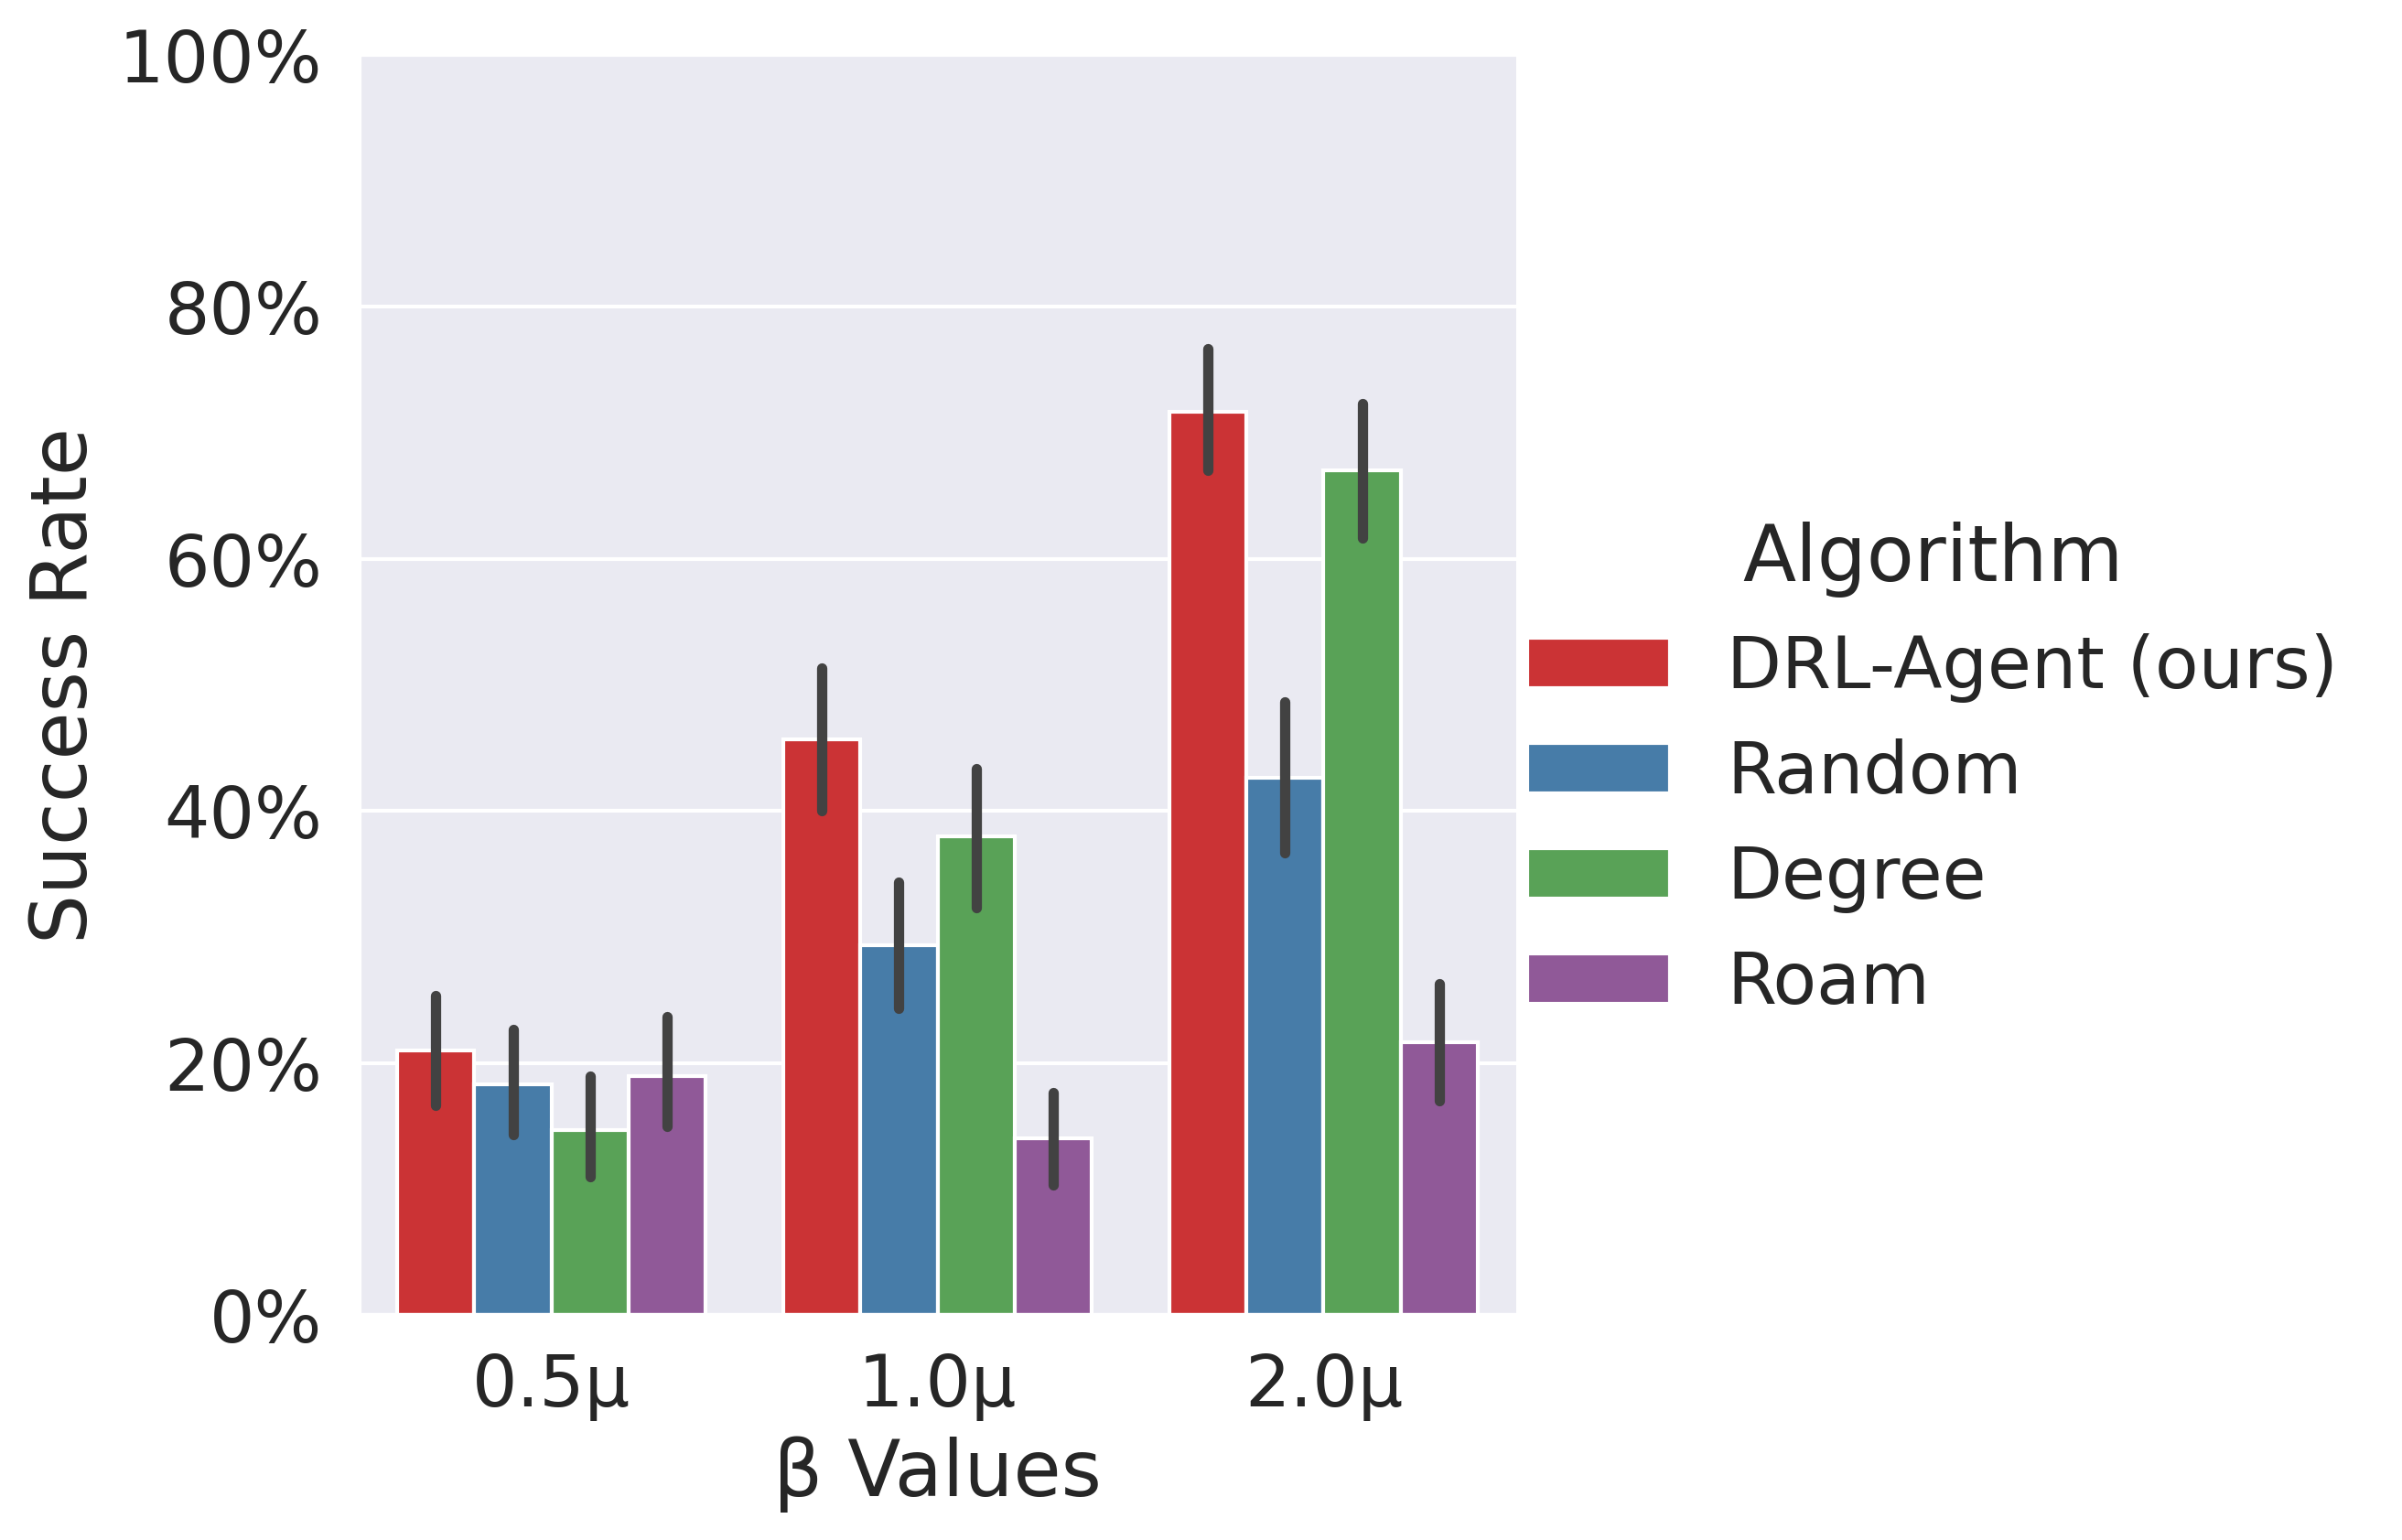 100%
80%
60%
40%
20%
0%
Success Rate
0.5μ 1.0μ 2.0μ
β Values
Algorithm
DRL-Agent (ours)
Random
Degree
Roam